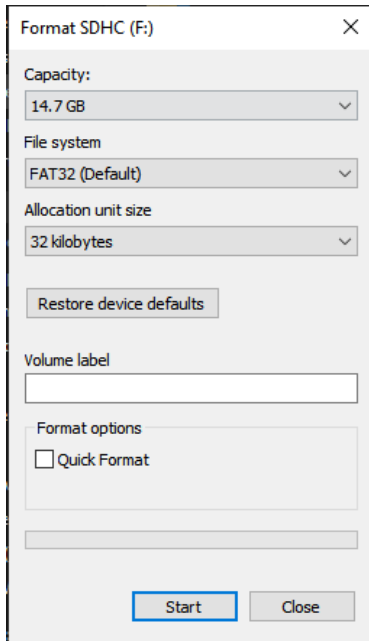 Format SDHC (F:)
Capacity:
14.7 GB
File system
FAT32 (Default)
Allocation unit size
32 kilobytes
Restore device defaults
Volume label
Format options
Quick Format
Start Close